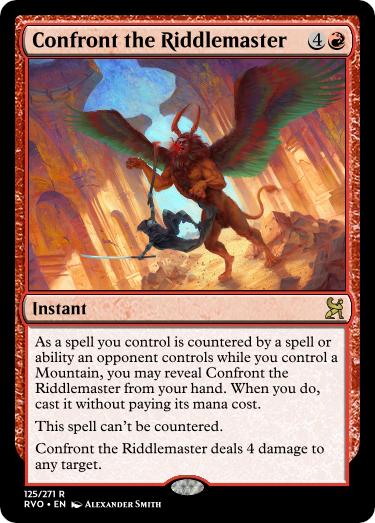 Confront the Riddlemaster 4
Instant
As a spell you control is countered by a spell or
ability an opponent controls while you control a
Mountain, you may reveal Confront the
Riddlemaster from your hand. When you do,
cast it without paying its mana cost.
This spell can't be countered.
Confront the Riddlemaster deals 4 damage to
any target.
125/271 R
RVO • EN Alexander Smith